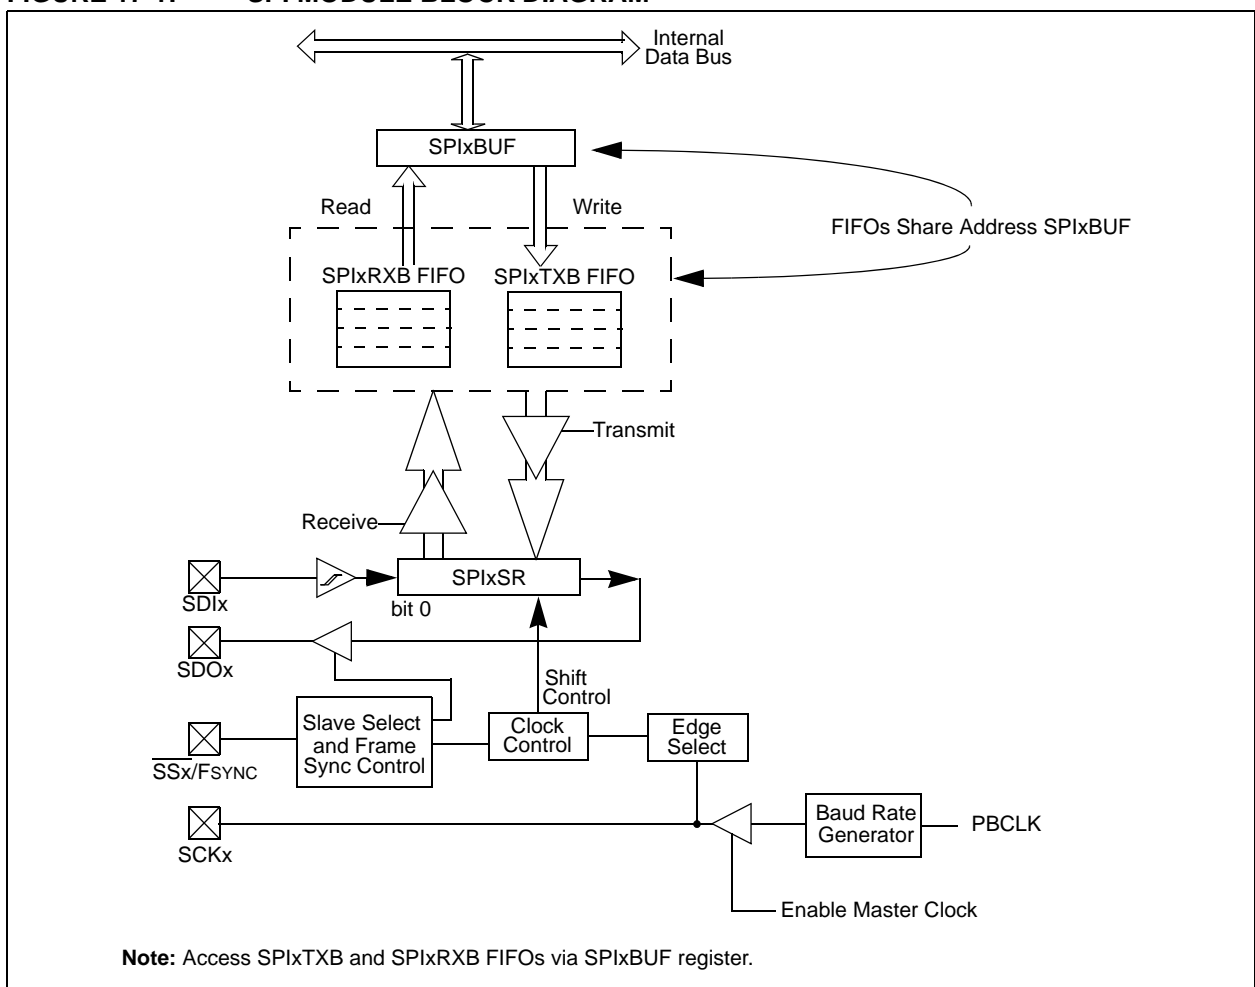 Internal
Data Bus
SPIxBUF
Read
Write
FIFOs Share Address SPIxBUF
SPIxRXB FIFO
SPIxTXB FIFO
Transmit
Receive
SPIxSR
bit 0
SDIx
SDOx
Shift
Control
Slave Select
and Frame
Sync Control
Clock
Control
Edge
Select
SSx/FSYNC
Baud Rate
Generator
PBCLK
SCKx
Enable Master Clock
Note: Access SPIxTXB and SPIxRXB FIFOs via SPIxBUF register.